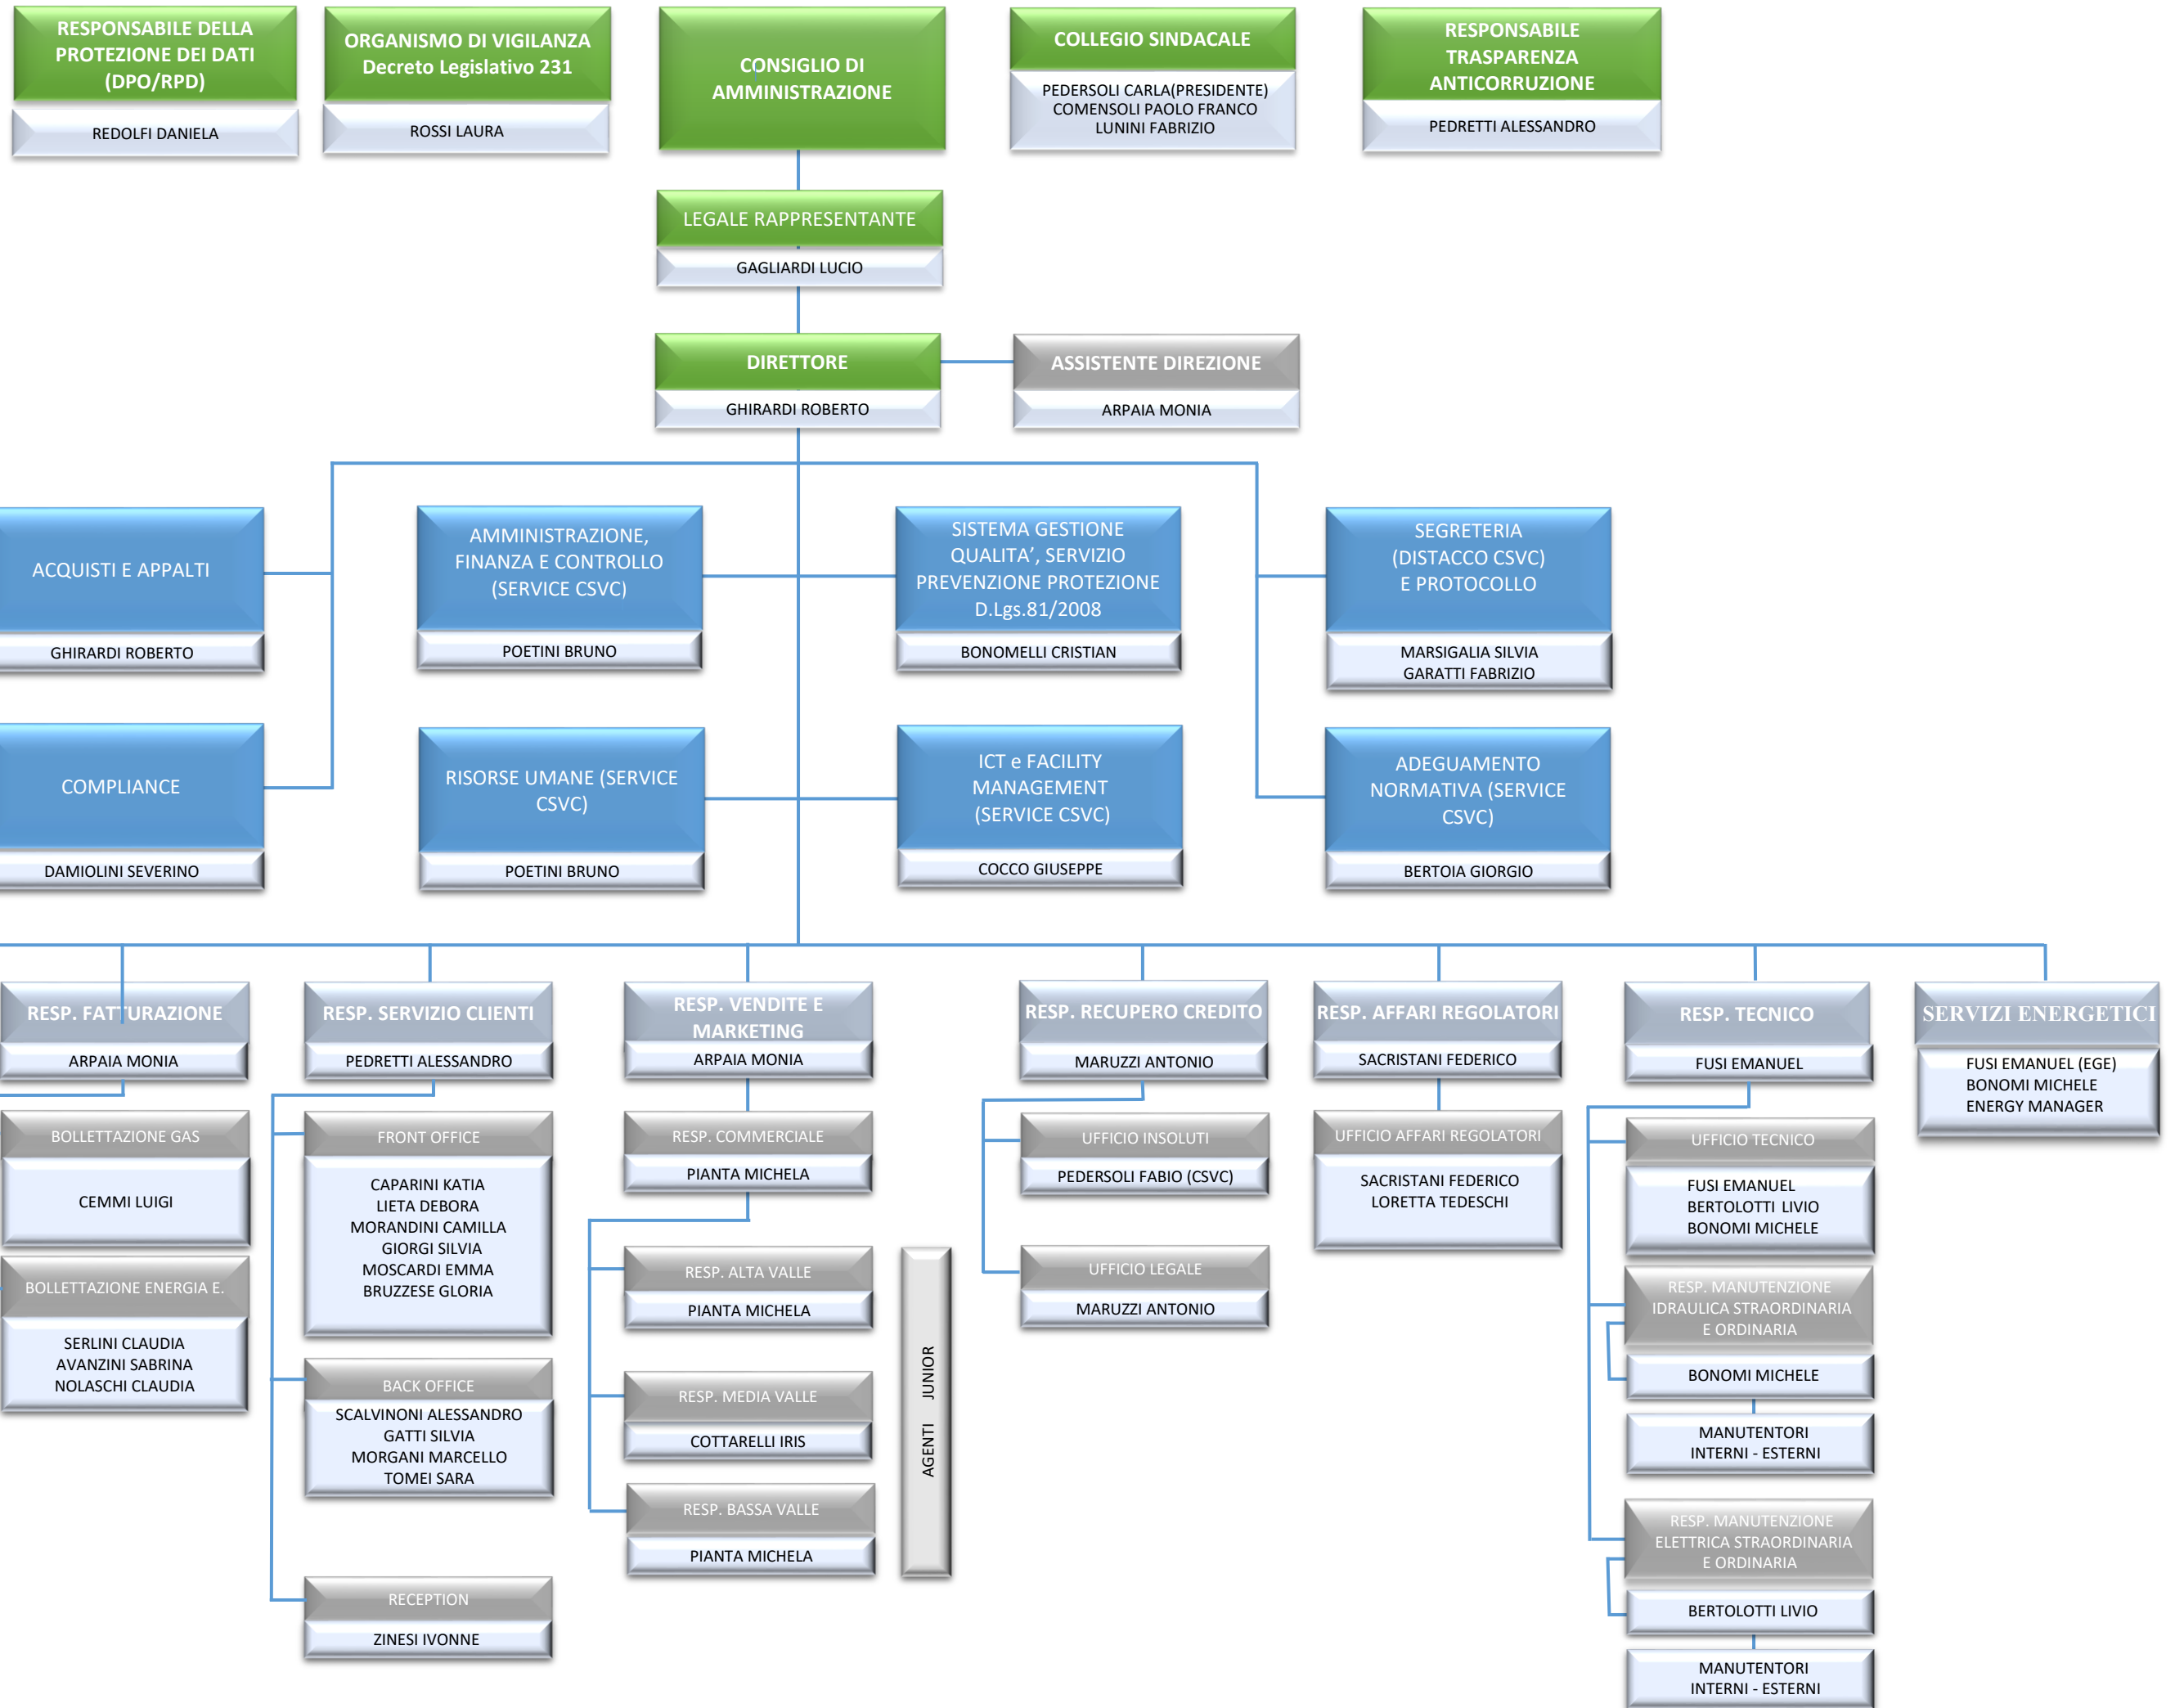 RESPONSABILE DELLA
PROTEZIONE DEI DATI
(DPO/RPD)
REDOLFI DANIELA
ORGANISMO DI VIGILANZA
Decreto Legislativo 231
ROSSI LAURA
CONSIGLIO DI
AMMINISTRAZIONE
COLLEGIO SINDACALE
PEDERSOLI CARLA(PRESIDENTE)
COMENSOLI PAOLO FRANCO
LUNINI FABRIZIO
RESPONSABILE
TRASPARENZA
ANTICORRUZIONE
PEDRETTI ALESSANDRO
LEGALE RAPPRESENTANTE
GAGLIARDI LUCIO
DIRETTORE
GHIRARDI ROBERTO
ASSISTENTE DIREZIONE
ARPAIA MONIA
ACQUISTI E APPALTI
GHIRARDI ROBERTO
AMMINISTRAZIONE,
FINANZA E CONTROLLO
(SERVICE CSVC)
POETINI BRUNO
SISTEMA GESTIONE
QUALITA’, SERVIZIO
PREVENZIONE PROTEZIONE
D.Lgs.81/2008
BONOMELLI CRISTIAN
SEGRETERIA
(DISTACCO CSVC)
E PROTOCOLLO
MARSIGALIA SILVIA
GARATTI FABRIZIO
COMPLIANCE
DAMIOLINI SEVERINO
RISORSE UMANE (SERVICE
CSVC)
POETINI BRUNO
ICT e FACILITY
MANAGEMENT
(SERVICE CSVC)
COCCO GIUSEPPE
ADEGUAMENTO
NORMATIVA (SERVICE
CSVC)
BERTOIA GIORGIO
RESP. FATTURAZIONE
ARPAIA MONIA
BOLLETTAZIONE GAS
CEMMI LUIGI
BOLLETTAZIONE ENERGIA E.
SERLINI CLAUDIA
AVANZINI SABRINA
NOLASCHI CLAUDIA
RESP. SERVIZIO CLIENTI
PEDRETTI ALESSANDRO
FRONT OFFICE
CAPARINI KATIA
LIETA DEBORA
MORANDINI CAMILLA
GIORGI SILVIA
MOSCARDI EMMA
BRUZZESE GLORIA
BACK OFFICE
SCALVINONI ALESSANDRO
GATTI SILVIA
MORGANI MARCELLO
TOMEI SARA
RECEPTION
ZINESI IVONNE
RESP. VENDITE E
MARKETING
ARPAIA MONIA
RESP. COMMERCIALE
PIANTA MICHELA
RESP. ALTA VALLE
PIANTA MICHELA
RESP. MEDIA VALLE
COTTARELLI IRIS
RESP. BASSA VALLE
PIANTA MICHELA
AGENTI JUNIOR
RESP. RECUPERO CREDITO
MARUZZI ANTONIO
UFFICIO INSOLUTI
PEDERSOLI FABIO (CSVC)
UFFICIO LEGALE
MARUZZI ANTONIO
RESP. AFFARI REGOLATORI
SACRISTANI FEDERICO
UFFICIO AFFARI REGOLATORI
SACRISTANI FEDERICO
LORETTA TEDESCHI
RESP. TECNICO
FUSI EMANUEL
UFFICIO TECNICO
FUSI EMANUEL
BERTOLOTTI LIVIO
BONOMI MICHELE
RESP. MANUTENZIONE
IDRAULICA STRAORDINARIA
E ORDINARIA
BONOMI MICHELE
MANUTENTORI
INTERNI - ESTERNI
RESP. MANUTENZIONE
ELETTRICA STRAORDINARIA
E ORDINARIA
BERTOLOTTI LIVIO
MANUTENTORI
INTERNI - ESTERNI
SERVIZI ENERGETICI
FUSI EMANUEL (EGE)
BONOMI MICHELE
ENERGY MANAGER